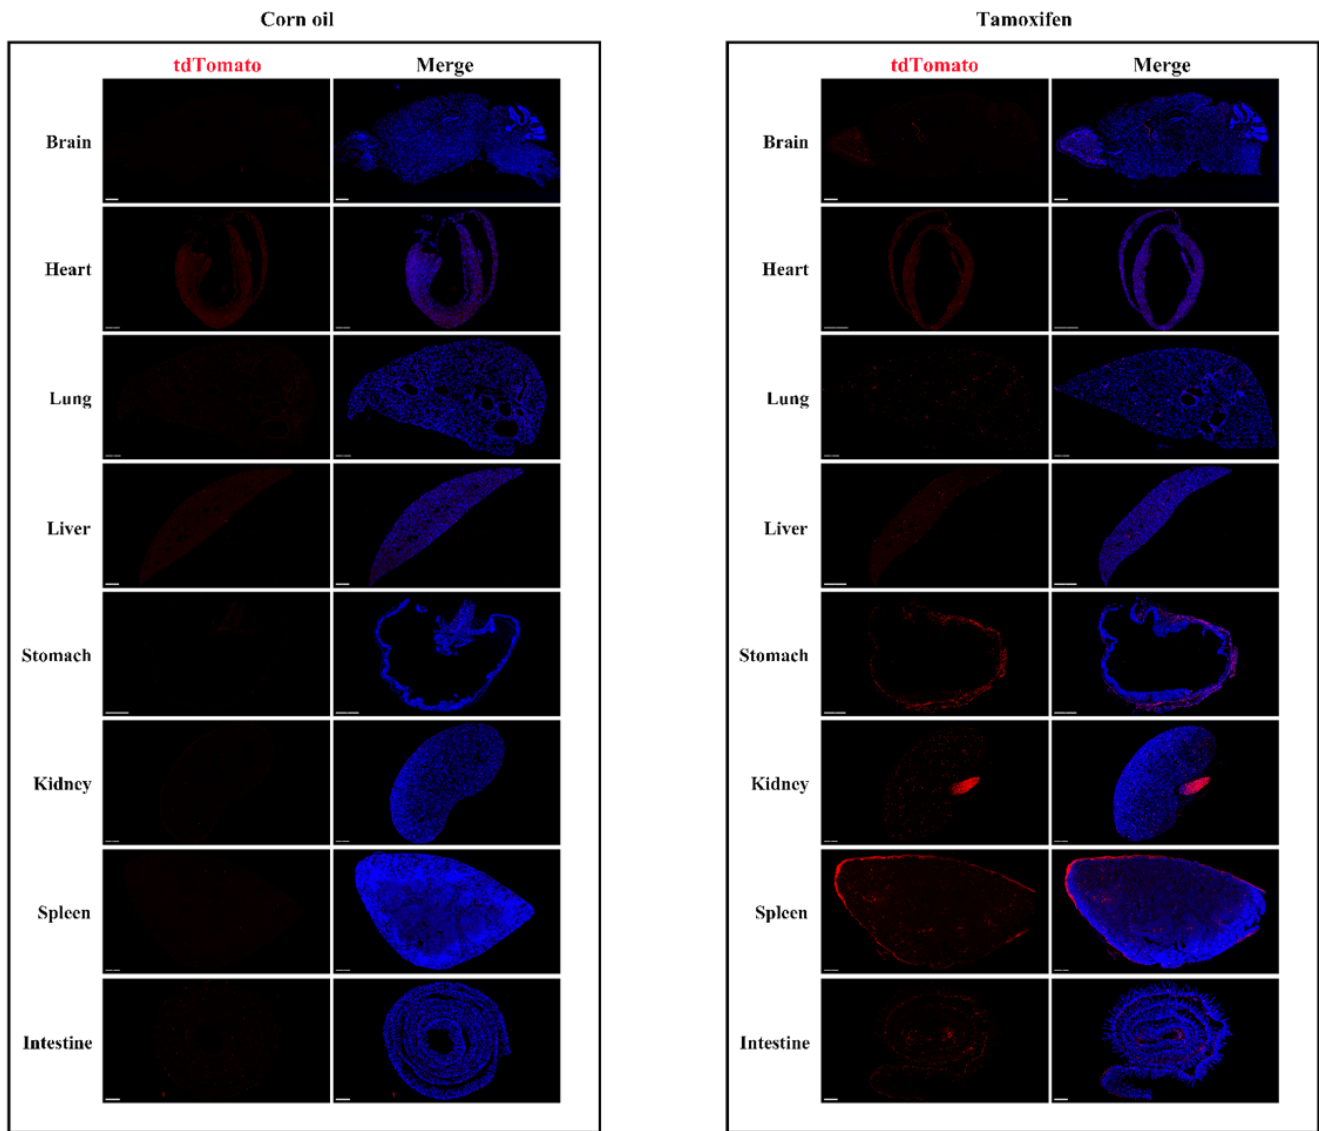 Corn oil
tdTomato Merge
Brain
Heart
Lung
Liver
Stomach
Kidney
Spleen
Intestine
Tamoxifen
tdTomato Merge
Brain
Heart
Lung
Liver
Stomach
Kidney
Spleen
Intestine